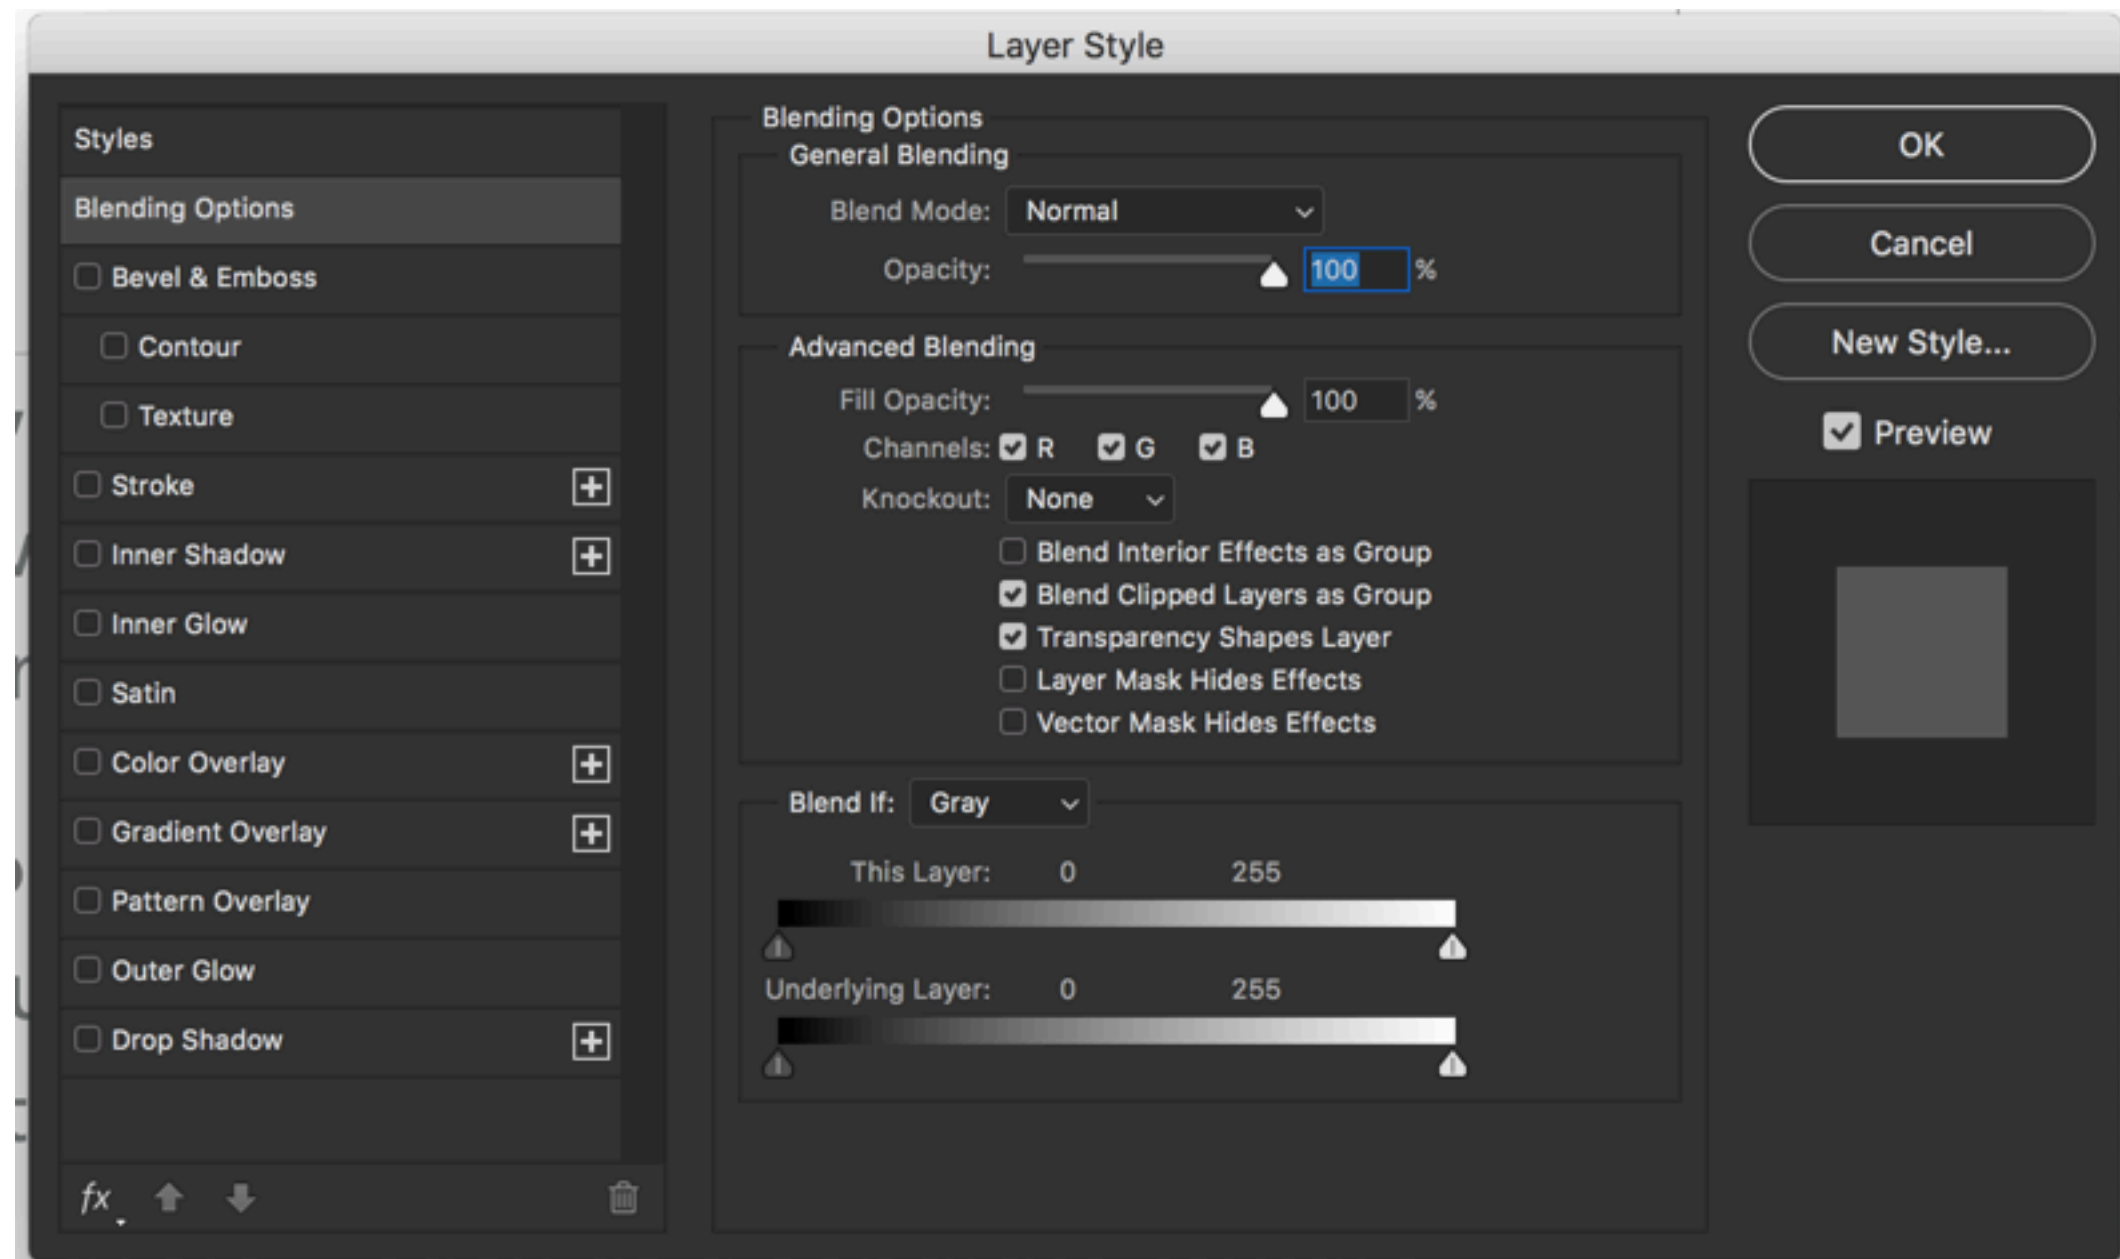 Layer Style
Styles
Blending Options
Bevel & Emboss
Contour
Texture
Stroke
Inner Shadow
Inner Glow
Satin
Color Overlay
Gradient Overlay
Pattern Overlay
Outer Glow
Drop Shadow
fx
Blending Options
General Blending
Blend Mode: Normal
Opacity: 100 %
Advanced Blending
Fill Opacity: 100 %
Channels: R G B
Knockout: None
Blend Interior Effects as Group
Blend Clipped Layers as Group
Transparency Shapes Layer
Layer Mask Hides Effects
Vector Mask Hides Effects
Blend If: Gray
This Layer: 0 255
Underlying Layer: 0 255
OK
Cancel
New Style...
Preview